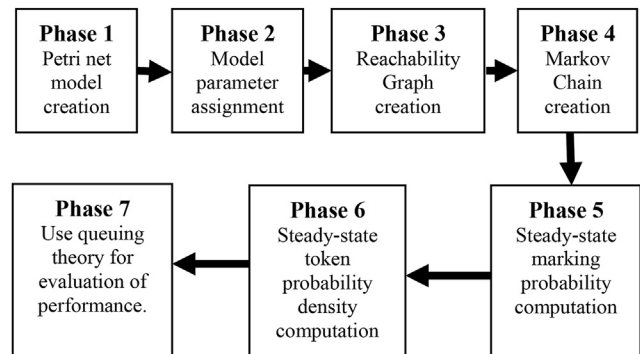 Phase 1
Petri net
model
creation
Phase 2
Model
parameter
assignment
Phase 3
Reachability
Graph
creation
Phase 4
Markov
Chain
creation
Phase 7
Use queuing
theory for
evaluation of
performance.
Phase 6
Steady-state
token
probability
density
computation
Phase 5
Steady-state
marking
probability
computation